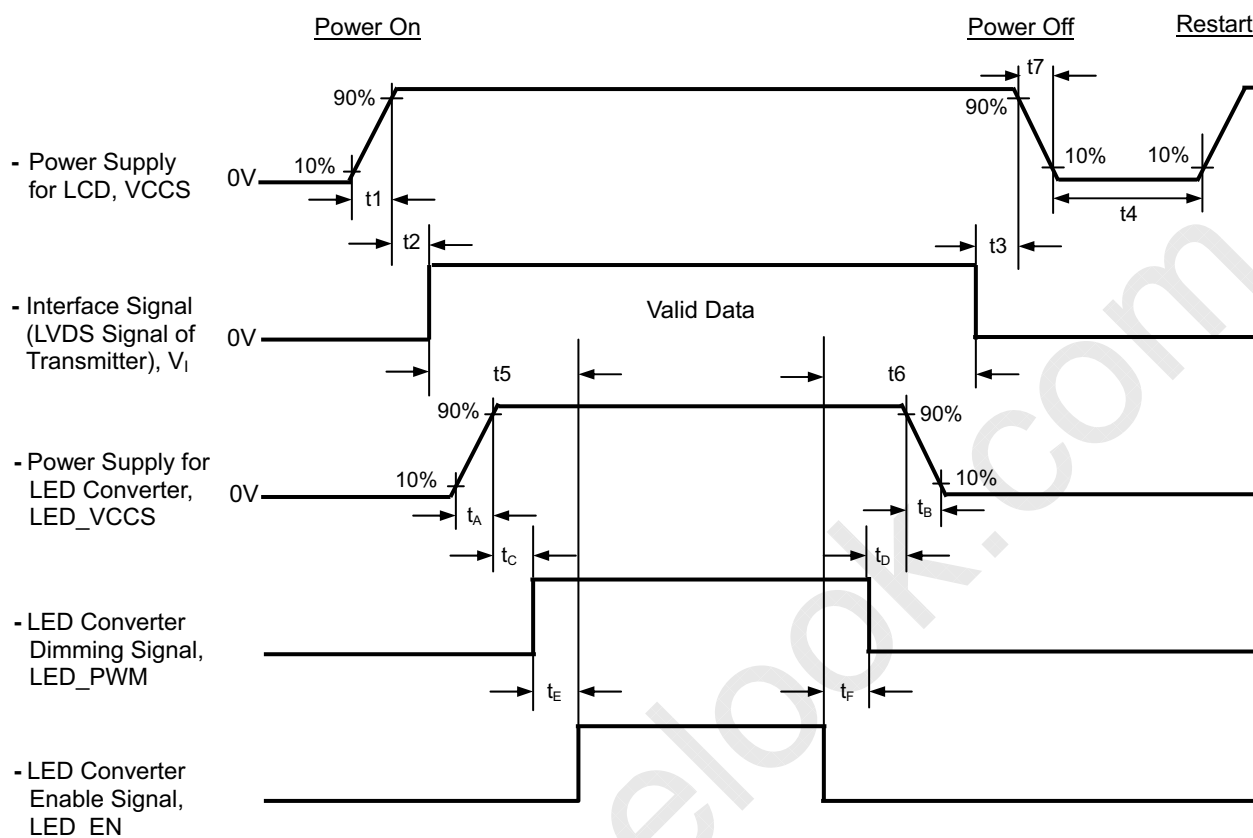 Power On
Power Off
Restart
t7
90%
90%
- Power Supply
for LCD, VCCS
0V
10%
10%
10%
t1
t4
t2
t3
- Interface Signal
(LVDS Signal of
Transmitter), VI
0V
Valid Data
t5
t6
90%
90%
- Power Supply for
LED Converter,
LED_VCCS
0V
10%
10%
tA
tB
tC
tD
- LED Converter
Dimming Signal,
LED_PWM
tE
tF
- LED Converter
Enable Signal,
LED_EN
elook.com